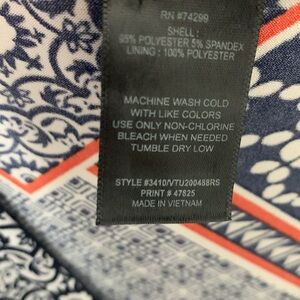 RN #74299
SHELL :
95% POLYESTER 5% SPANDEX
LINING : 100% POLYESTER
MACHINE WASH COLD
WITH LIKE COLORS
USE ONLY NON-CHLORINE
BLEACH WHEN NEEDED
TUMBLE DRY LOW
STYLE #3410/VTU200458RS
PRINT # 47825
MADE IN VIETNAM